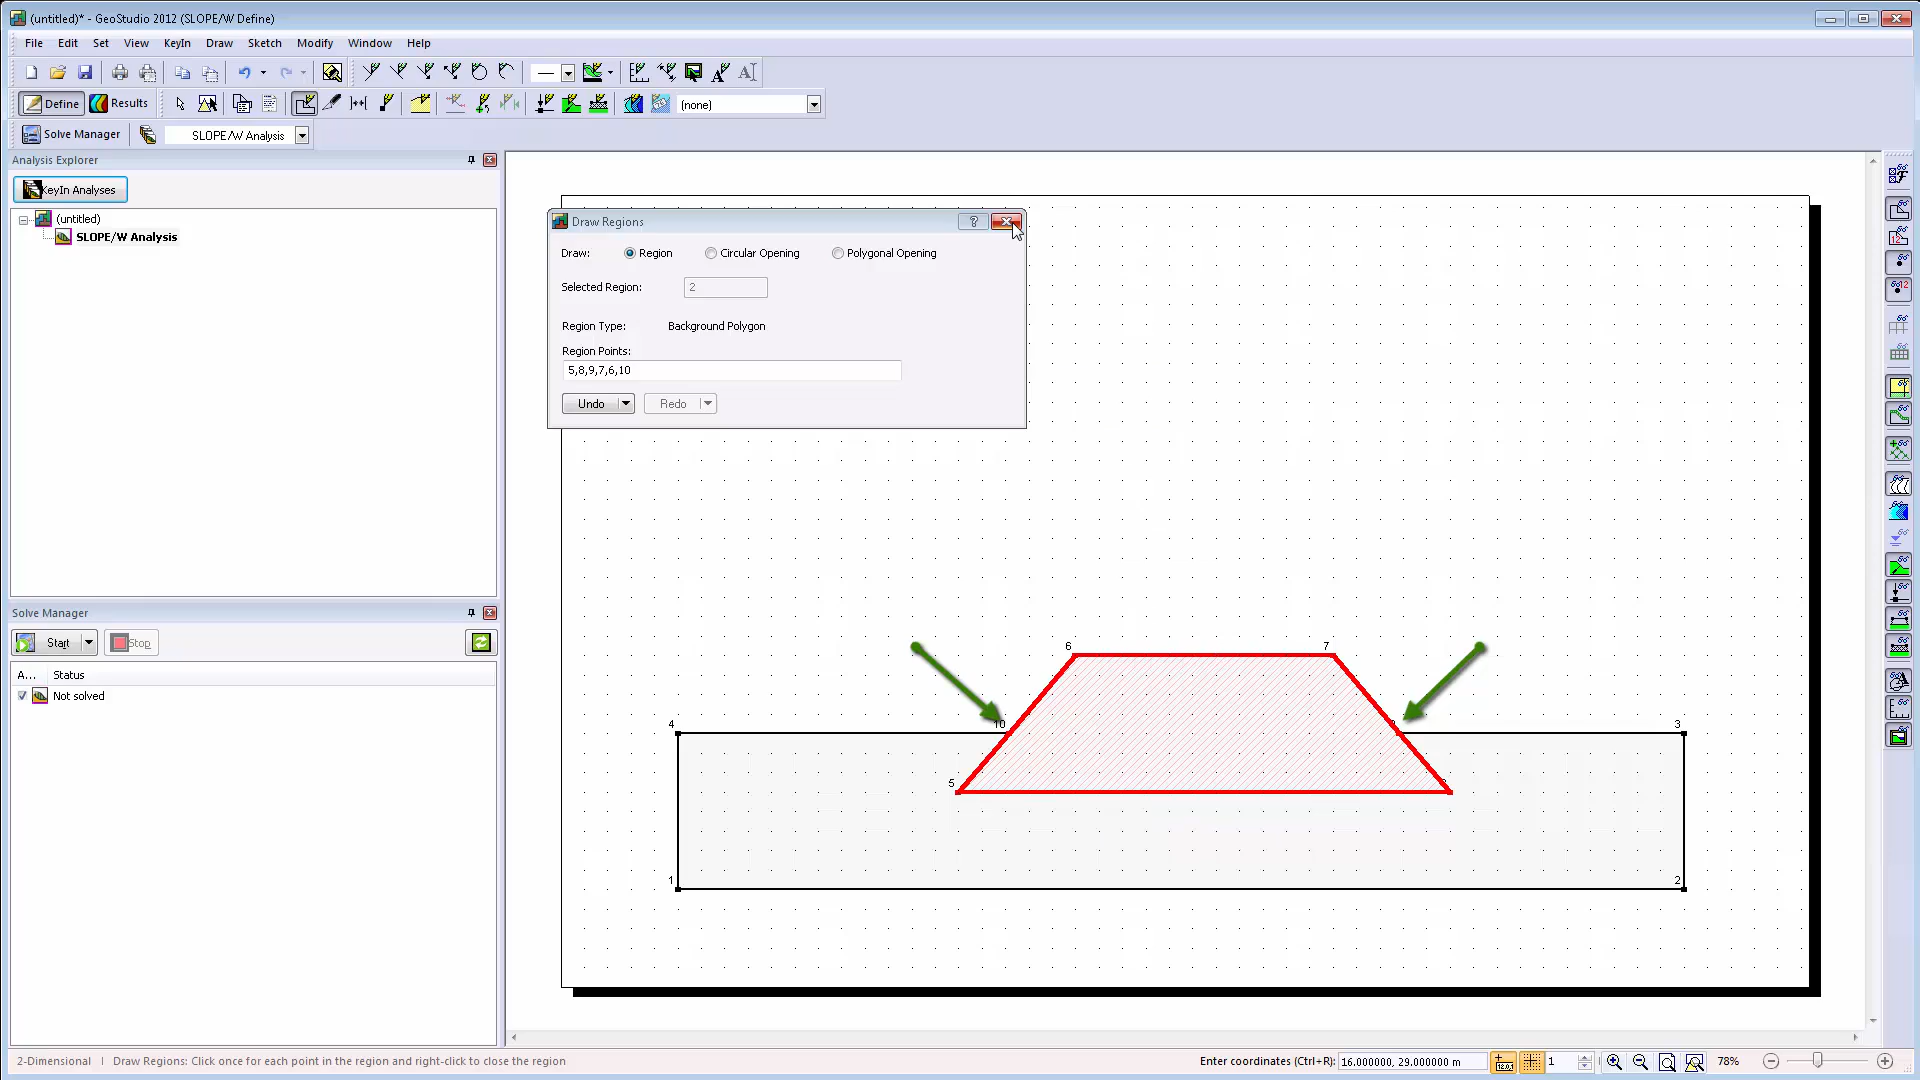 (untitled)* - GeoStudio 2012 (SLOPE/W Define)
File Edit Set View KeyIn Draw Sketch Modify Window Help
Define Results (none)
Solve Manager SLOPE/W Analysis
Analysis Explorer
KeyIn Analyses
(untitled)
SLOPE/W Analysis
Draw Regions
Draw: Region Circular Opening Polygonal Opening
Selected Region: 2
Region Type: Background Polygon
Region Points:
5,8,9,7,6,10
Undo Redo
Solve Manager
Start Stop
A... Status
Not solved
6 7
4 10 3
5
1 2
2-Dimensional | Draw Regions: Click once for each point in the region and right-click to close the region
Enter coordinates (Ctrl+R): 16.000000, 29.000000 m 1 78%